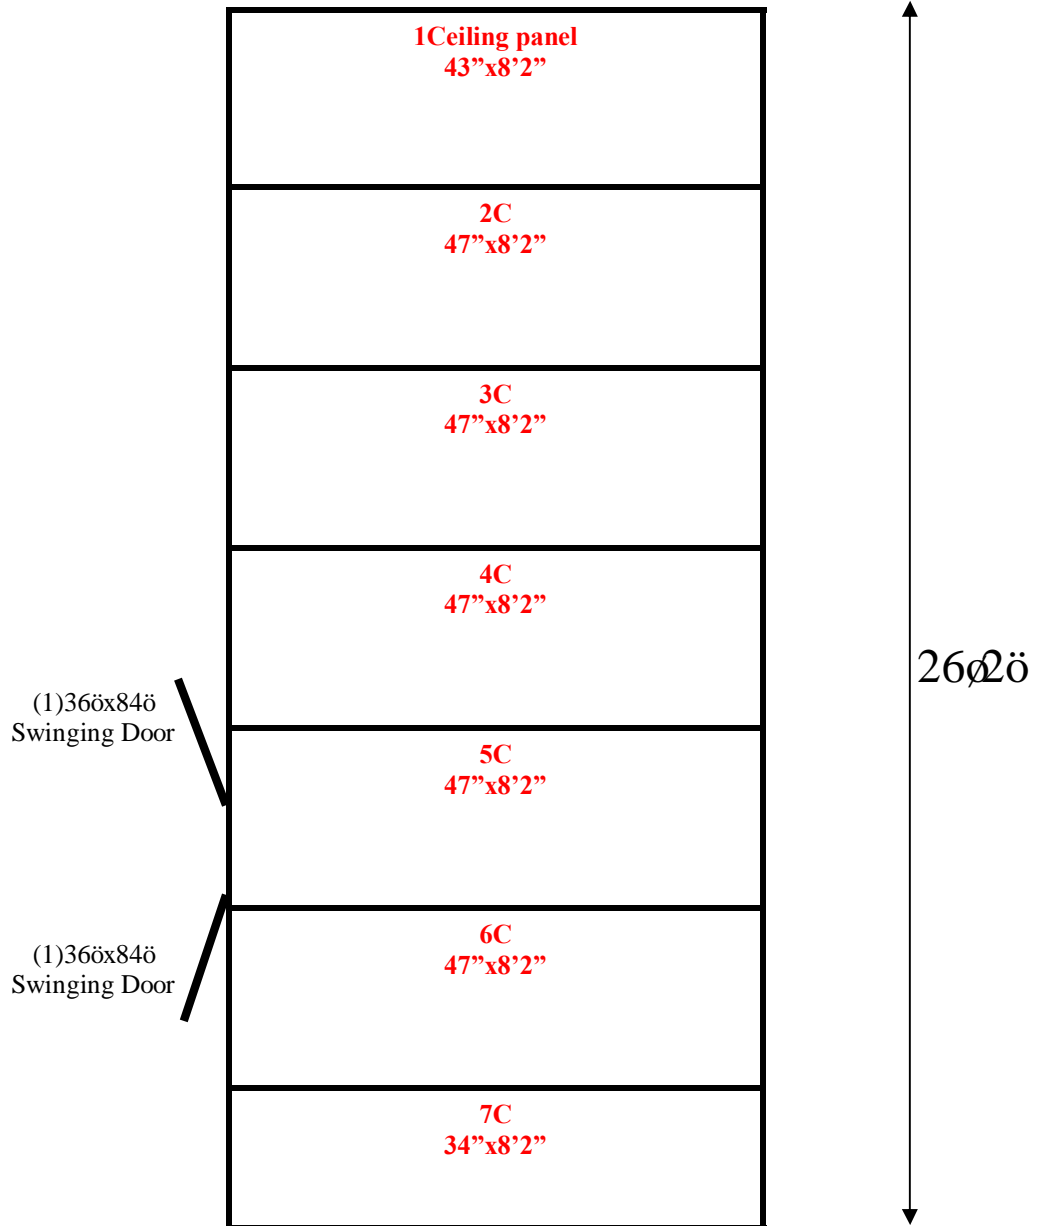 1Ceiling panel
43”x8’2”
2C
47”x8’2”
3C
47”x8’2”
4C
47”x8’2”
26ø2ö
(1)36öx84ö
Swinging Door
5C
47”x8’2”
6C
47”x8’2”
(1)36öx84ö
Swinging Door
7C
34”x8’2”